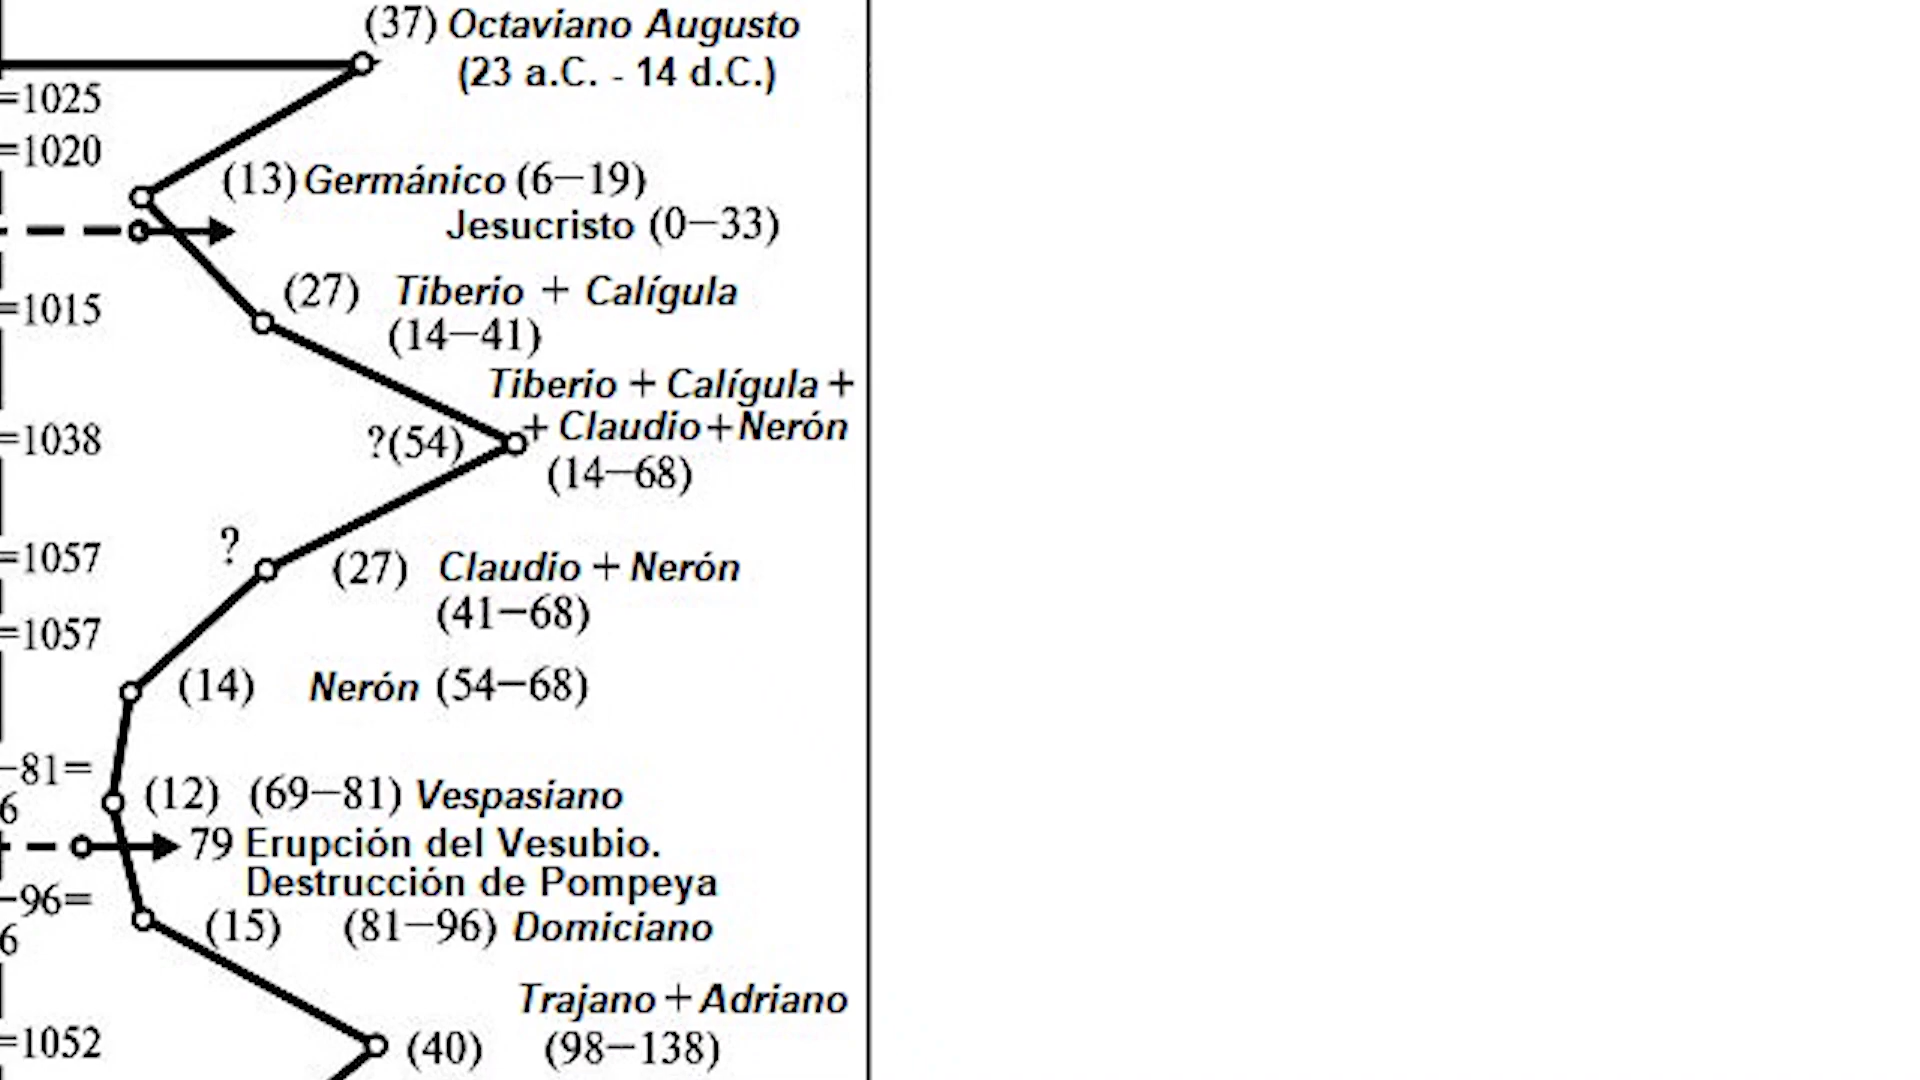 (37) Octaviano Augusto
(23 a.C. - 14 d.C.)
=1025
=1020
(13) Germánico (6—19)
Jesucristo (0—33)
(27) Tiberio + Calígula
=1015
(14—41)
Tiberio + Calígula +
+ Claudio + Nerón
=1038
?(54)
(14—68)
?
=1057
(27) Claudio + Nerón
(41—68)
=1057
(14) Nerón (54—68)
—81=
(12) (69—81) Vespasiano
6
79 Erupción del Vesubio.
Destrucción de Pompeya
—96=
(15) (81—96) Domiciano
6
Trajano + Adriano
=1052
(40) (98—138)